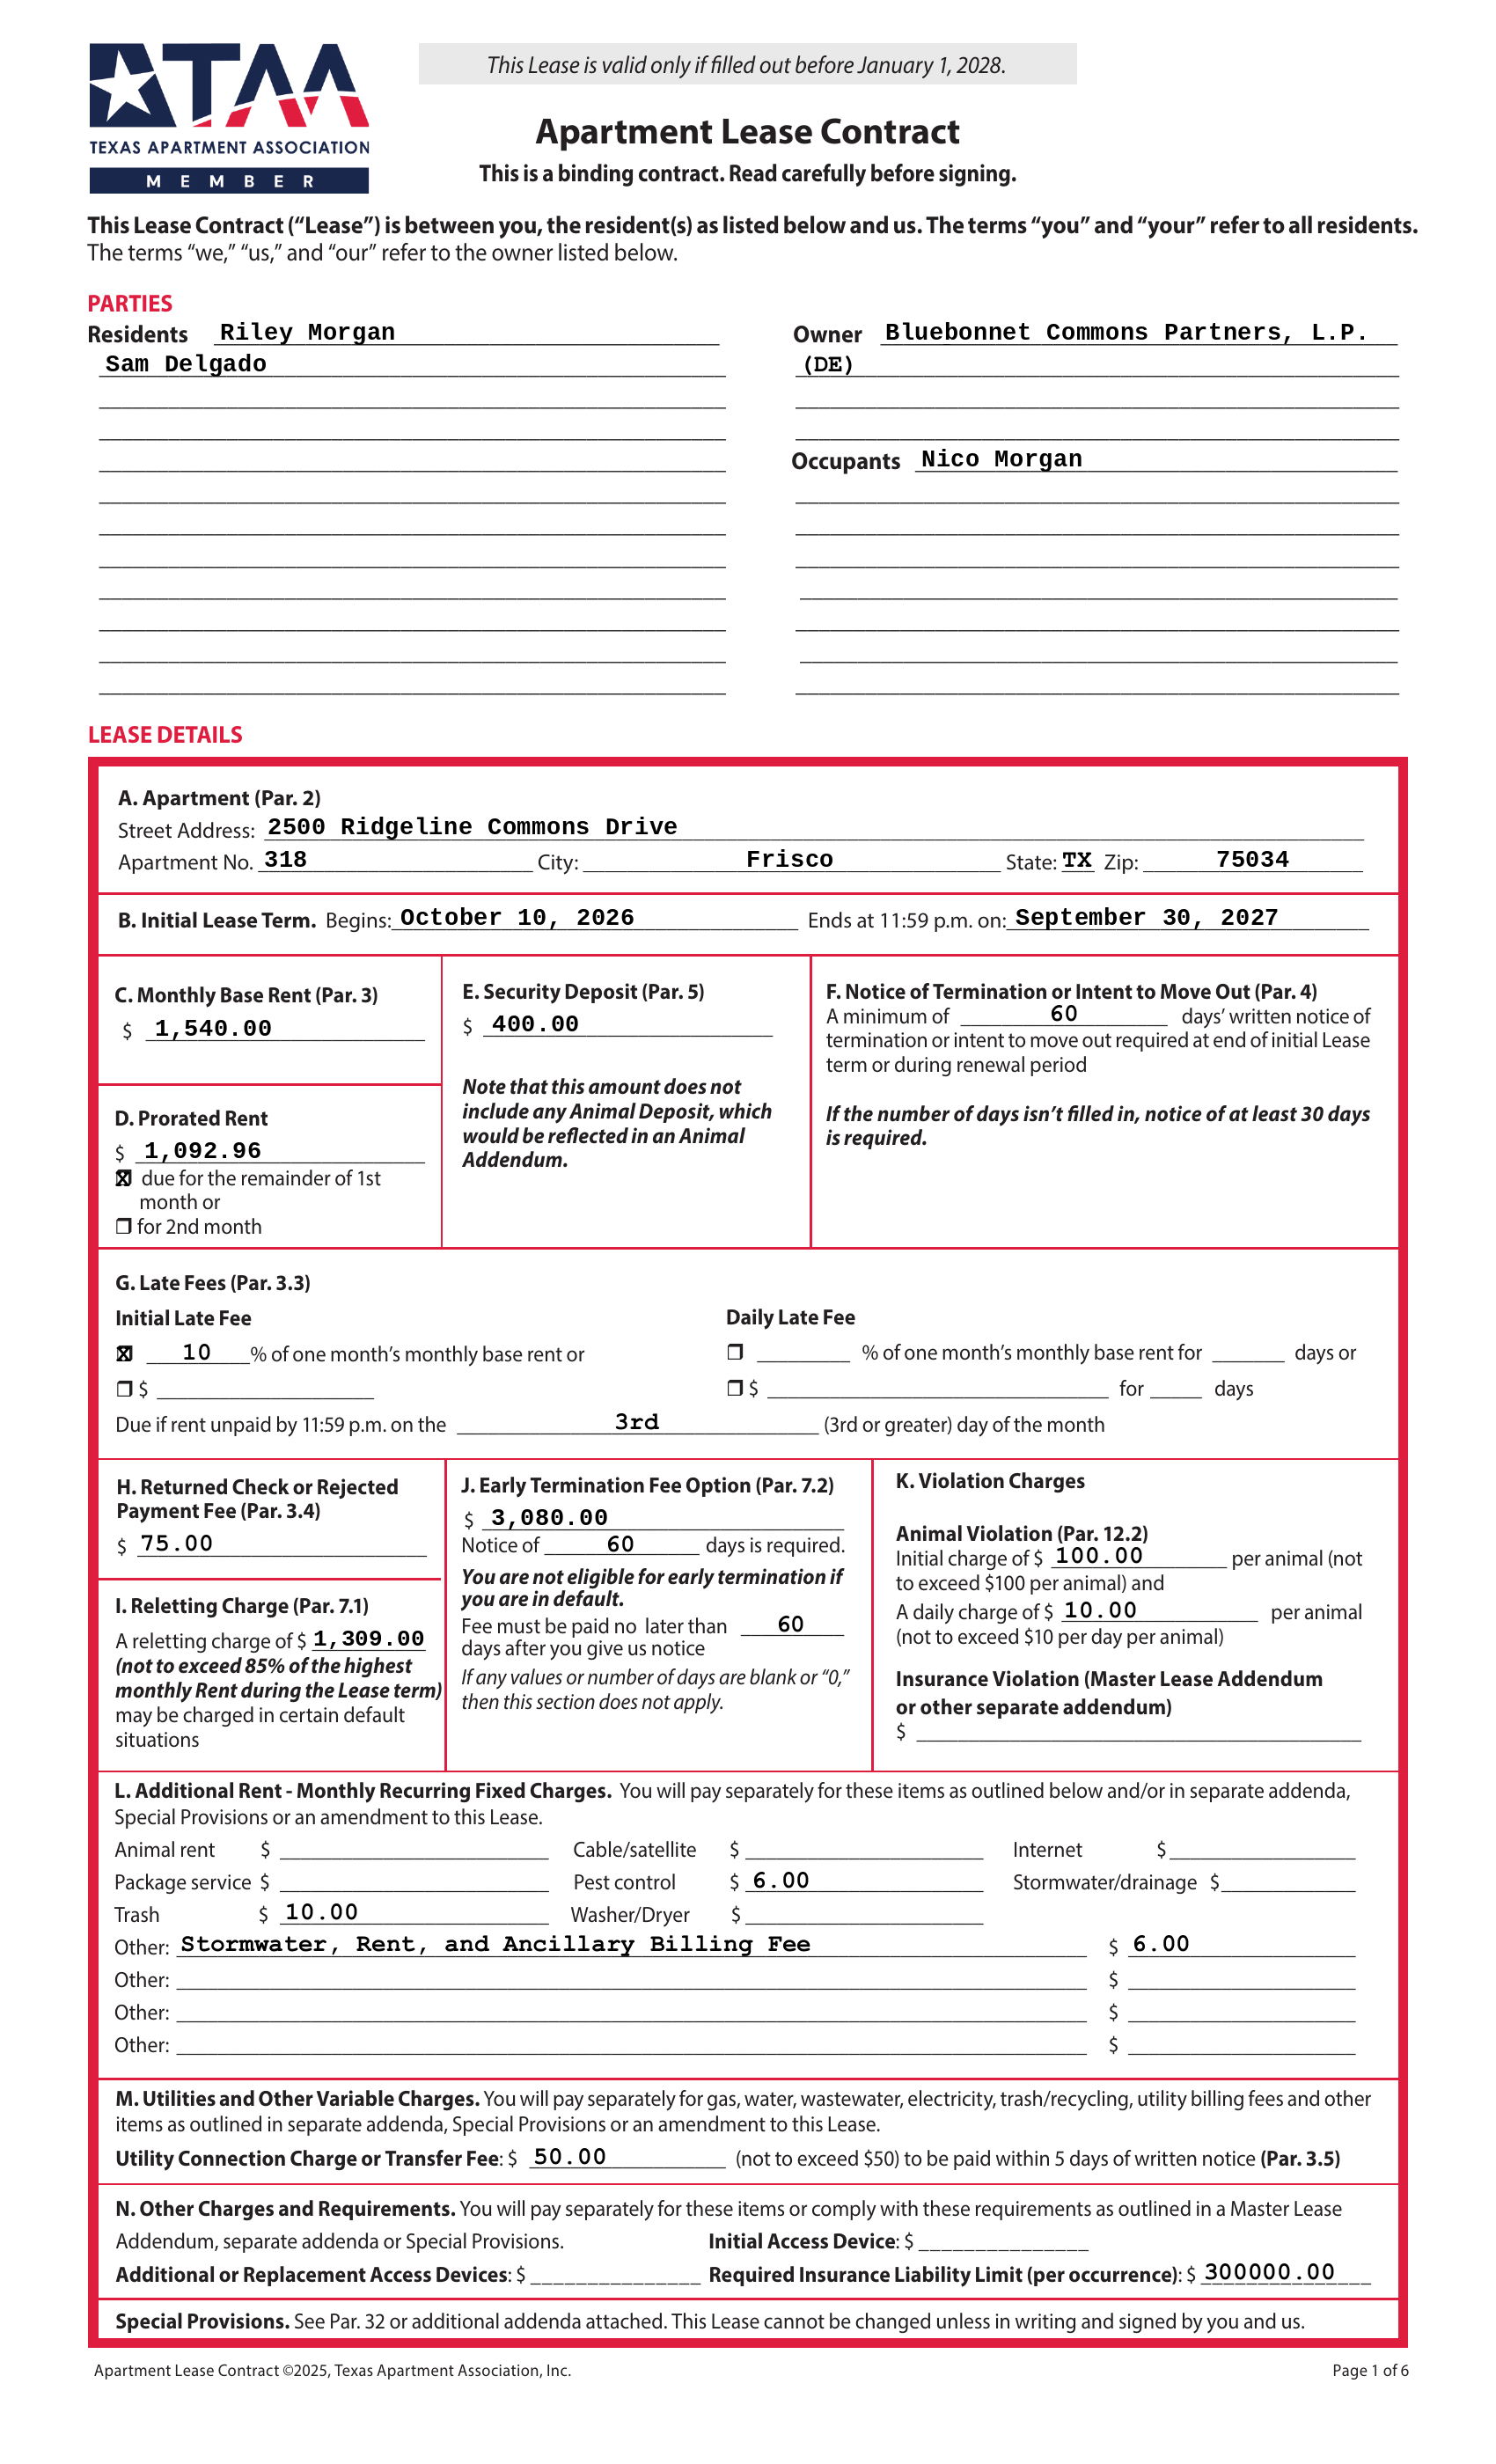 TAA
TEXAS APARTMENT ASSOCIATION
MEMBER
This Lease is valid only if filled out before January 1, 2028.
Apartment Lease Contract
This is a binding contract. Read carefully before signing.
This Lease Contract (“Lease”) is between you, the resident(s) as listed below and us. The terms “you” and “your” refer to all residents.
The terms “we,” “us,” and “our” refer to the owner listed below.
PARTIES
Residents Riley Morgan
Sam Delgado
Owner Bluebonnet Commons Partners, L.P.
(DE)
Occupants Nico Morgan
LEASE DETAILS
A. Apartment (Par. 2)
Street Address: 2500 Ridgeline Commons Drive
Apartment No. 318 City: Frisco State: TX Zip: 75034
B. Initial Lease Term. Begins: October 10, 2026 Ends at 11:59 p.m. on: September 30, 2027
C. Monthly Base Rent (Par. 3)
$ 1,540.00
D. Prorated Rent
$ 1,092.96
☒ due for the remainder of 1st
month or
❒ for 2nd month
E. Security Deposit (Par. 5)
$ 400.00
Note that this amount does not
include any Animal Deposit, which
would be reflected in an Animal
Addendum.
F. Notice of Termination or Intent to Move Out (Par. 4)
A minimum of 60 days’ written notice of
termination or intent to move out required at end of initial Lease
term or during renewal period
If the number of days isn’t filled in, notice of at least 30 days
is required.
G. Late Fees (Par. 3.3)
Initial Late Fee
☒ 10 % of one month’s monthly base rent or
❒ $
Daily Late Fee
❒ % of one month’s monthly base rent for days or
❒ $ for days
Due if rent unpaid by 11:59 p.m. on the 3rd (3rd or greater) day of the month
H. Returned Check or Rejected
Payment Fee (Par. 3.4)
$ 75.00
I. Reletting Charge (Par. 7.1)
A reletting charge of $ 1,309.00
(not to exceed 85% of the highest
monthly Rent during the Lease term)
may be charged in certain default
situations
J. Early Termination Fee Option (Par. 7.2)
$ 3,080.00
Notice of 60 days is required.
You are not eligible for early termination if
you are in default.
Fee must be paid no later than 60
days after you give us notice
If any values or number of days are blank or “0,”
then this section does not apply.
K. Violation Charges
Animal Violation (Par. 12.2)
Initial charge of $ 100.00 per animal (not
to exceed $100 per animal) and
A daily charge of $ 10.00 per animal
(not to exceed $10 per day per animal)
Insurance Violation (Master Lease Addendum
or other separate addendum)
$
L. Additional Rent - Monthly Recurring Fixed Charges. You will pay separately for these items as outlined below and/or in separate addenda,
Special Provisions or an amendment to this Lease.
Animal rent $ Cable/satellite $ Internet $
Package service $ Pest control $ 6.00 Stormwater/drainage $
Trash $ 10.00 Washer/Dryer $
Other: Stormwater, Rent, and Ancillary Billing Fee $ 6.00
Other: $
Other: $
Other: $
M. Utilities and Other Variable Charges. You will pay separately for gas, water, wastewater, electricity, trash/recycling, utility billing fees and other
items as outlined in separate addenda, Special Provisions or an amendment to this Lease.
Utility Connection Charge or Transfer Fee: $ 50.00 (not to exceed $50) to be paid within 5 days of written notice (Par. 3.5)
N. Other Charges and Requirements. You will pay separately for these items or comply with these requirements as outlined in a Master Lease
Addendum, separate addenda or Special Provisions. Initial Access Device: $
Additional or Replacement Access Devices: $ Required Insurance Liability Limit (per occurrence): $ 300000.00
Special Provisions. See Par. 32 or additional addenda attached. This Lease cannot be changed unless in writing and signed by you and us.
Apartment Lease Contract ©2025, Texas Apartment Association, Inc. Page 1 of 6